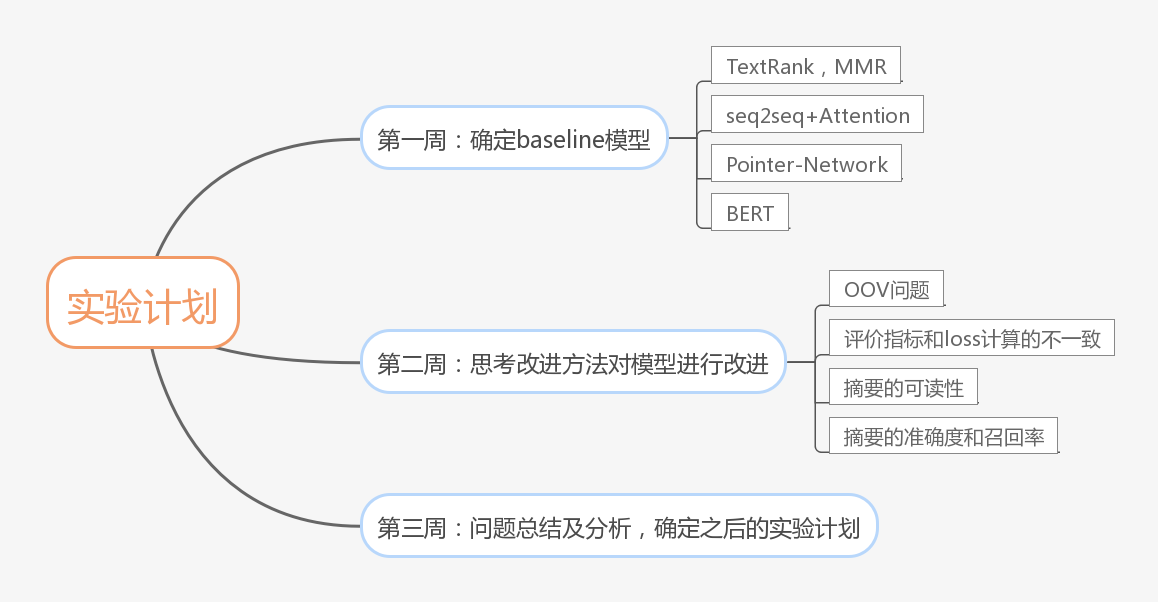 实验计划
第一周：确定baseline模型
TextRank，MMR
seq2seq+Attention
Pointer-Network
BERT
第二周：思考改进方法对模型进行改进
OOV问题
评价指标和loss计算的不一致
摘要的可读性
摘要的准确度和召回率
第三周：问题总结及分析，确定之后的实验计划